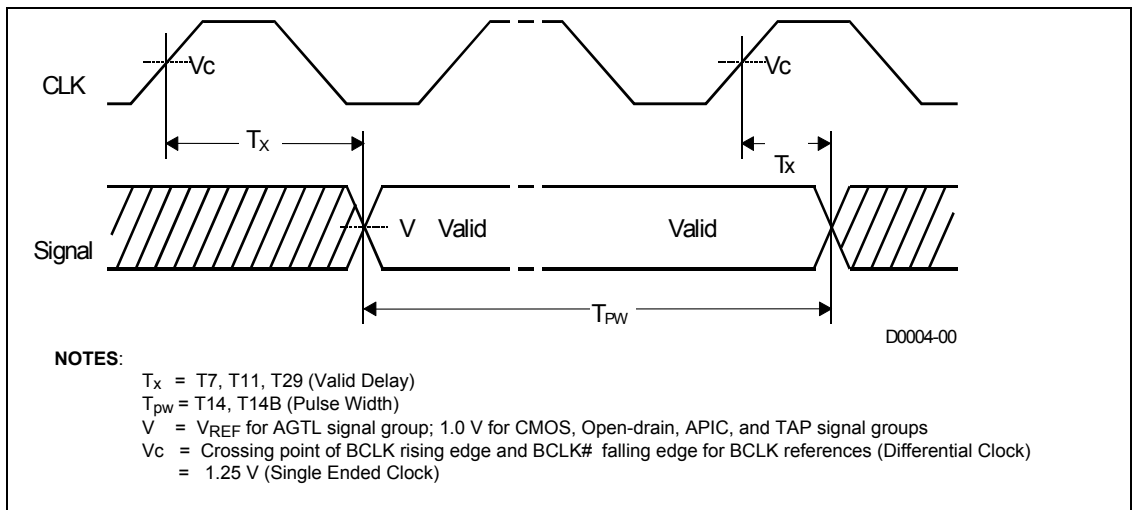 Vc
Vc
CLK
TX
Tx
V Valid
Valid
Signal
TPW
D0004-00
NOTES:
Tx = T7, T11, T29 (Valid Delay)
Tpw = T14, T14B (Pulse Width)
V = VREF for AGTL signal group; 1.0 V for CMOS, Open-drain, APIC, and TAP signal groups
Vc = Crossing point of BCLK rising edge and BCLK# falling edge for BCLK references (Differential Clock)
= 1.25 V (Single Ended Clock)